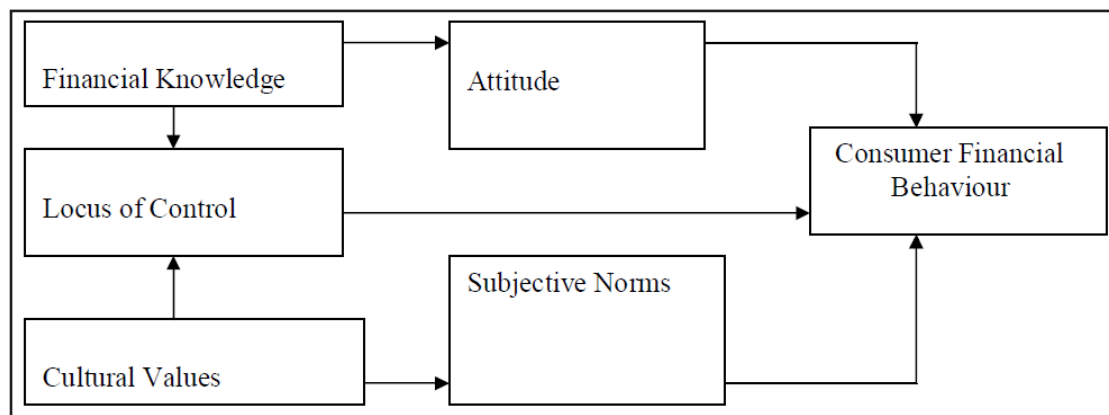 Financial Knowledge
Attitude
Consumer Financial
Behaviour
Locus of Control
Subjective Norms
Cultural Values